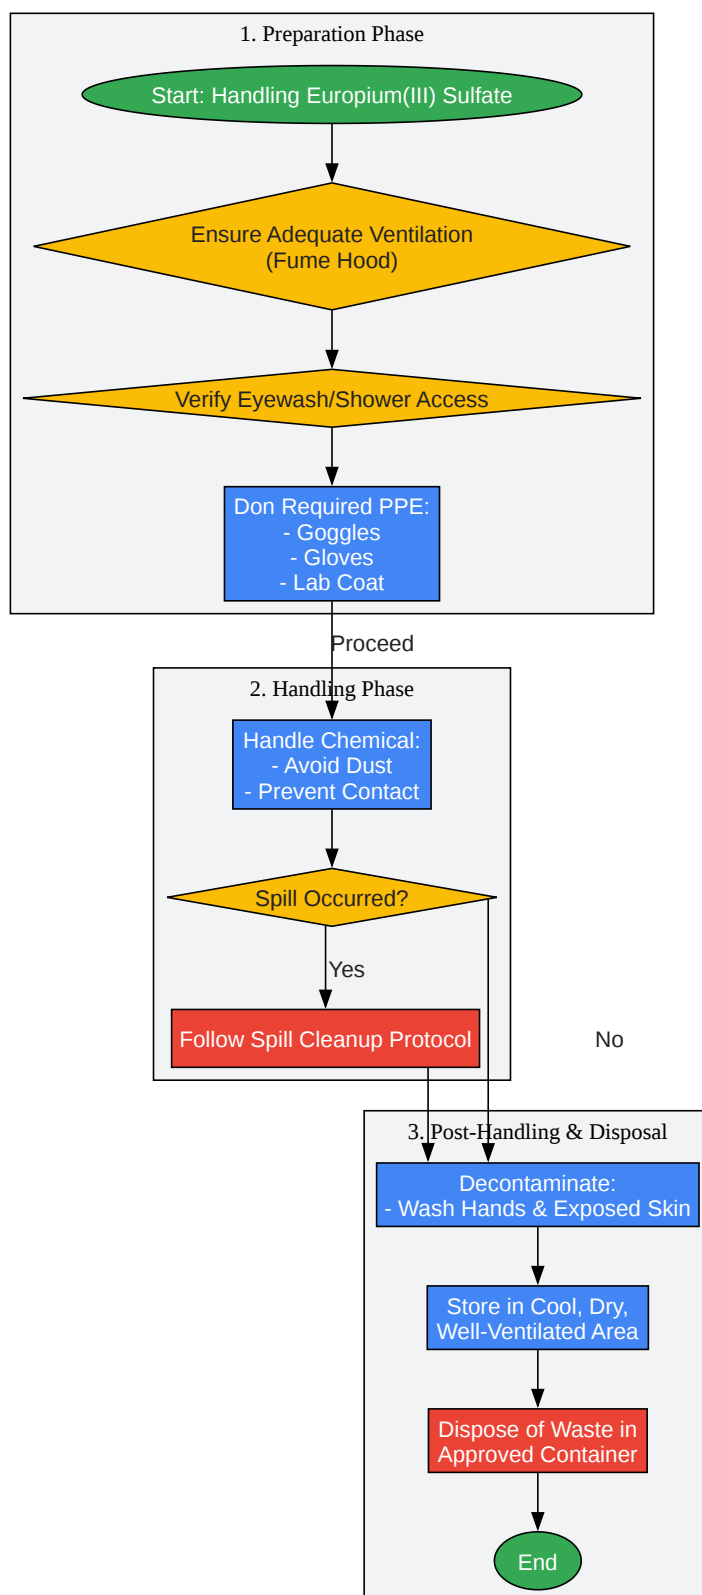 1. Preparation Phase
Start: Handling Europium(III) Sulfate
Ensure Adequate Ventilation
(Fume Hood)
Verify Eyewash/Shower Access
Don Required PPE:
- Goggles
- Gloves
- Lab Coat
Proceed
2. Handling Phase
Handle Chemical:
- Avoid Dust
- Prevent Contact
Spill Occurred?
Yes
Follow Spill Cleanup Protocol
No
3. Post-Handling & Disposal
Decontaminate:
- Wash Hands & Exposed Skin
Store in Cool, Dry,
Well-Ventilated Area
Dispose of Waste in
Approved Container
End